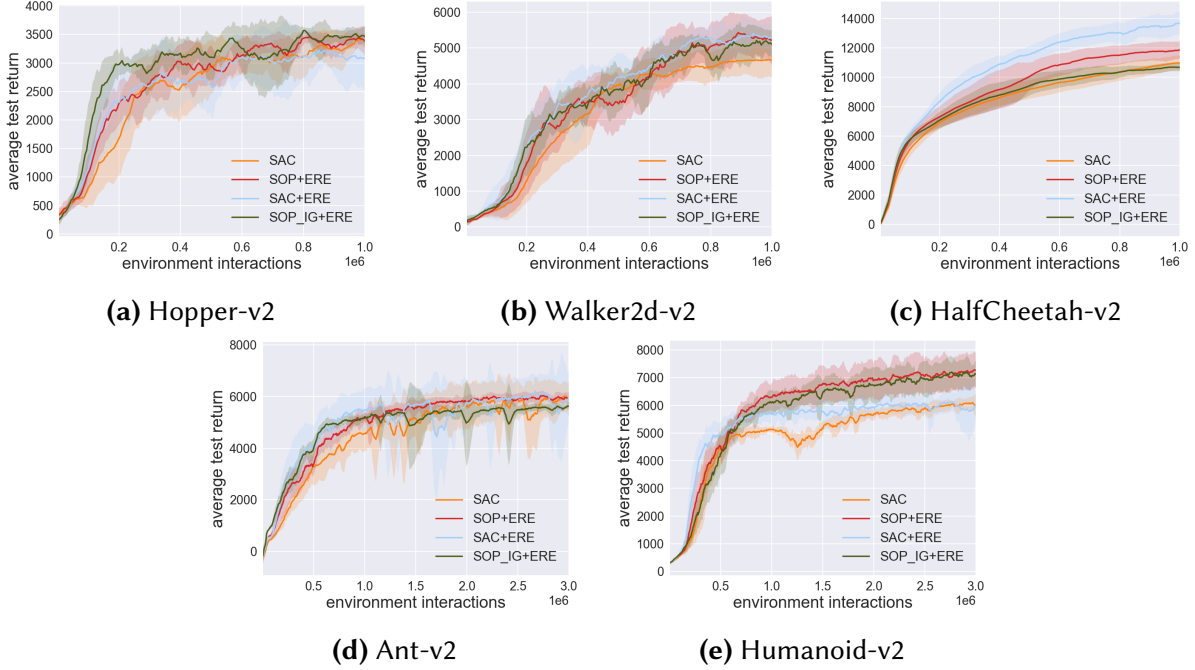 4000
3500
3000
2500
2000
1500
1000
500
0
average test return
SAC
SOP+ERE
SAC+ERE
SOP_IG+ERE
0.2 0.4 0.6 0.8 1.0
environment interactions 1e6
(a) Hopper-v2
6000
5000
4000
3000
2000
1000
0
average test return
SAC
SOP+ERE
SAC+ERE
SOP_IG+ERE
0.2 0.4 0.6 0.8 1.0
environment interactions 1e6
(b) Walker2d-v2
14000
12000
10000
8000
6000
4000
2000
0
average test return
SAC
SOP+ERE
SAC+ERE
SOP_IG+ERE
0.2 0.4 0.6 0.8 1.0
environment interactions 1e6
(c) HalfCheetah-v2
8000
6000
4000
2000
0
average test return
SAC
SOP+ERE
SAC+ERE
SOP_IG+ERE
0.5 1.0 1.5 2.0 2.5 3.0
environment interactions 1e6
(d) Ant-v2
8000
7000
6000
5000
4000
3000
2000
1000
0
average test return
SAC
SOP+ERE
SAC+ERE
SOP_IG+ERE
0.5 1.0 1.5 2.0 2.5 3.0
environment interactions 1e6
(e) Humanoid-v2